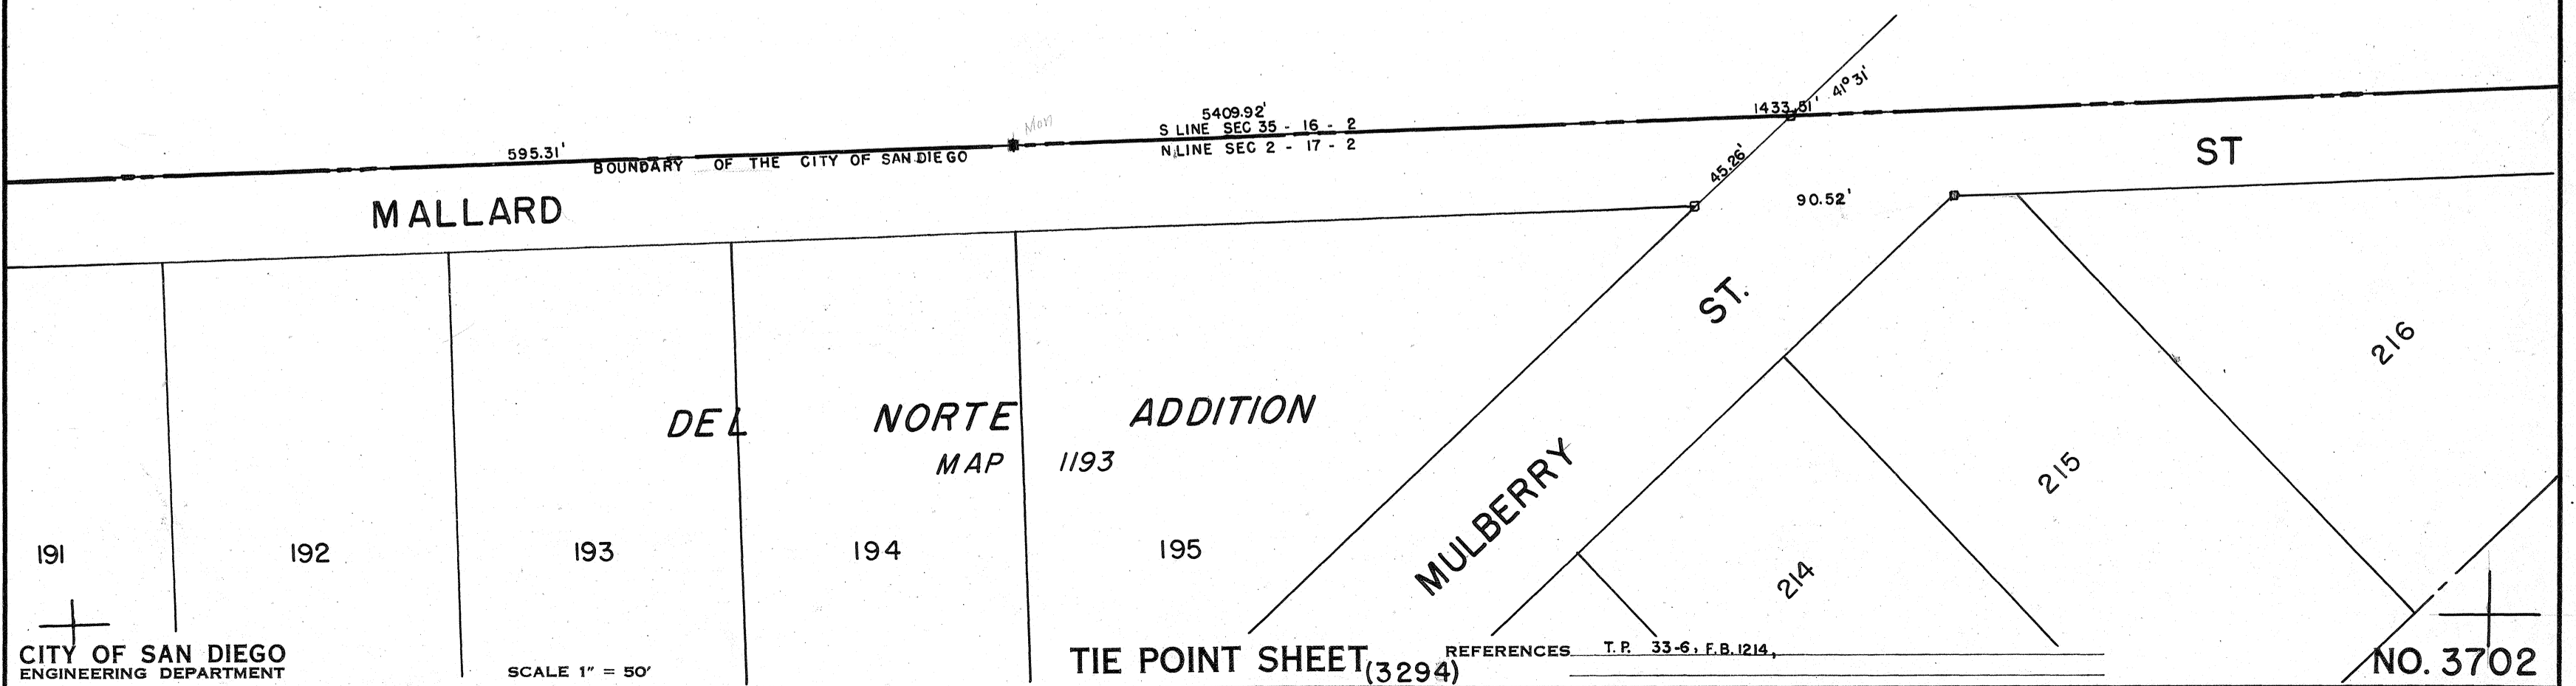 41°31'
1433.51'
5409.92'
Mon
S LINE SEC 35 - 16 - 2
595.31'
N LINE SEC 2 - 17 - 2
BOUNDARY OF THE CITY OF SAN DIEGO
45.26'
ST
90.52'
MALLARD
ST.
216
DEL NORTE ADDITION
MAP 1193
215
MULBERRY
191
192
193
194
195
214
CITY OF SAN DIEGO
ENGINEERING DEPARTMENT
SCALE 1" = 50'
TIE POINT SHEET (3294)
REFERENCES T. P. 33-6, F.B. 1214,
NO. 3702